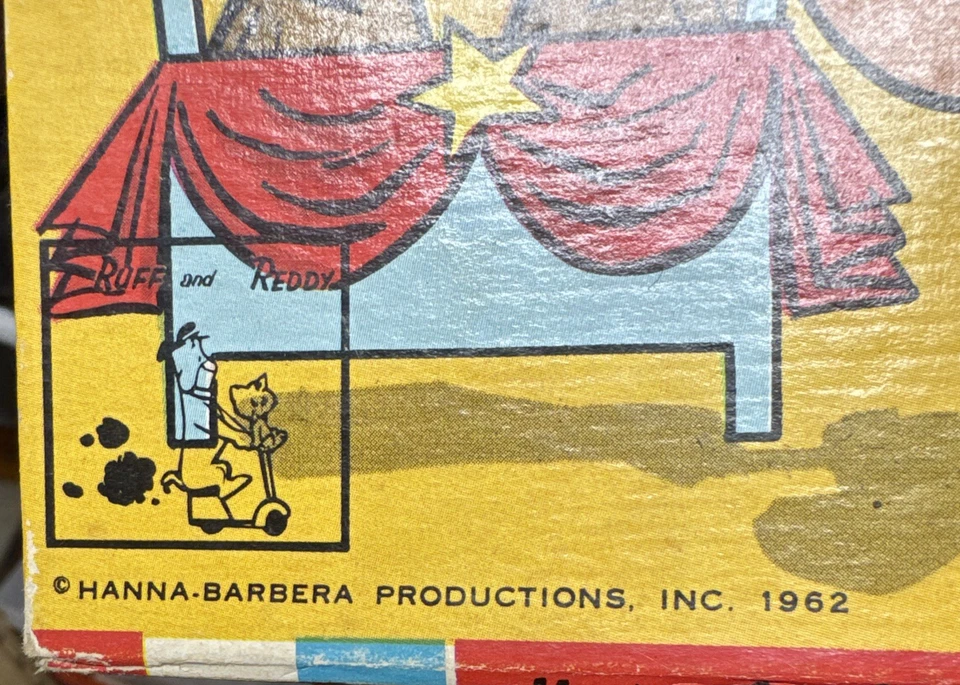 RUFF and REDDY
© HANNA-BARBERA PRODUCTIONS, INC. 1962